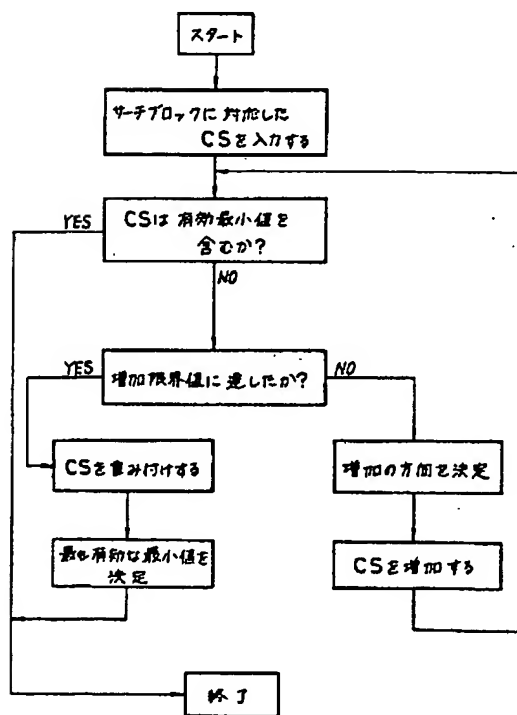 スタート
サーチブロックに対応した
CSを入力する
YES
CSは有効最小値を
含むか?
NO
YES
増加限界値に達したか?
NO
CSを重み付けする
増加の方向を決定
最も有効な最小値を
決定
CSを増加する
終了